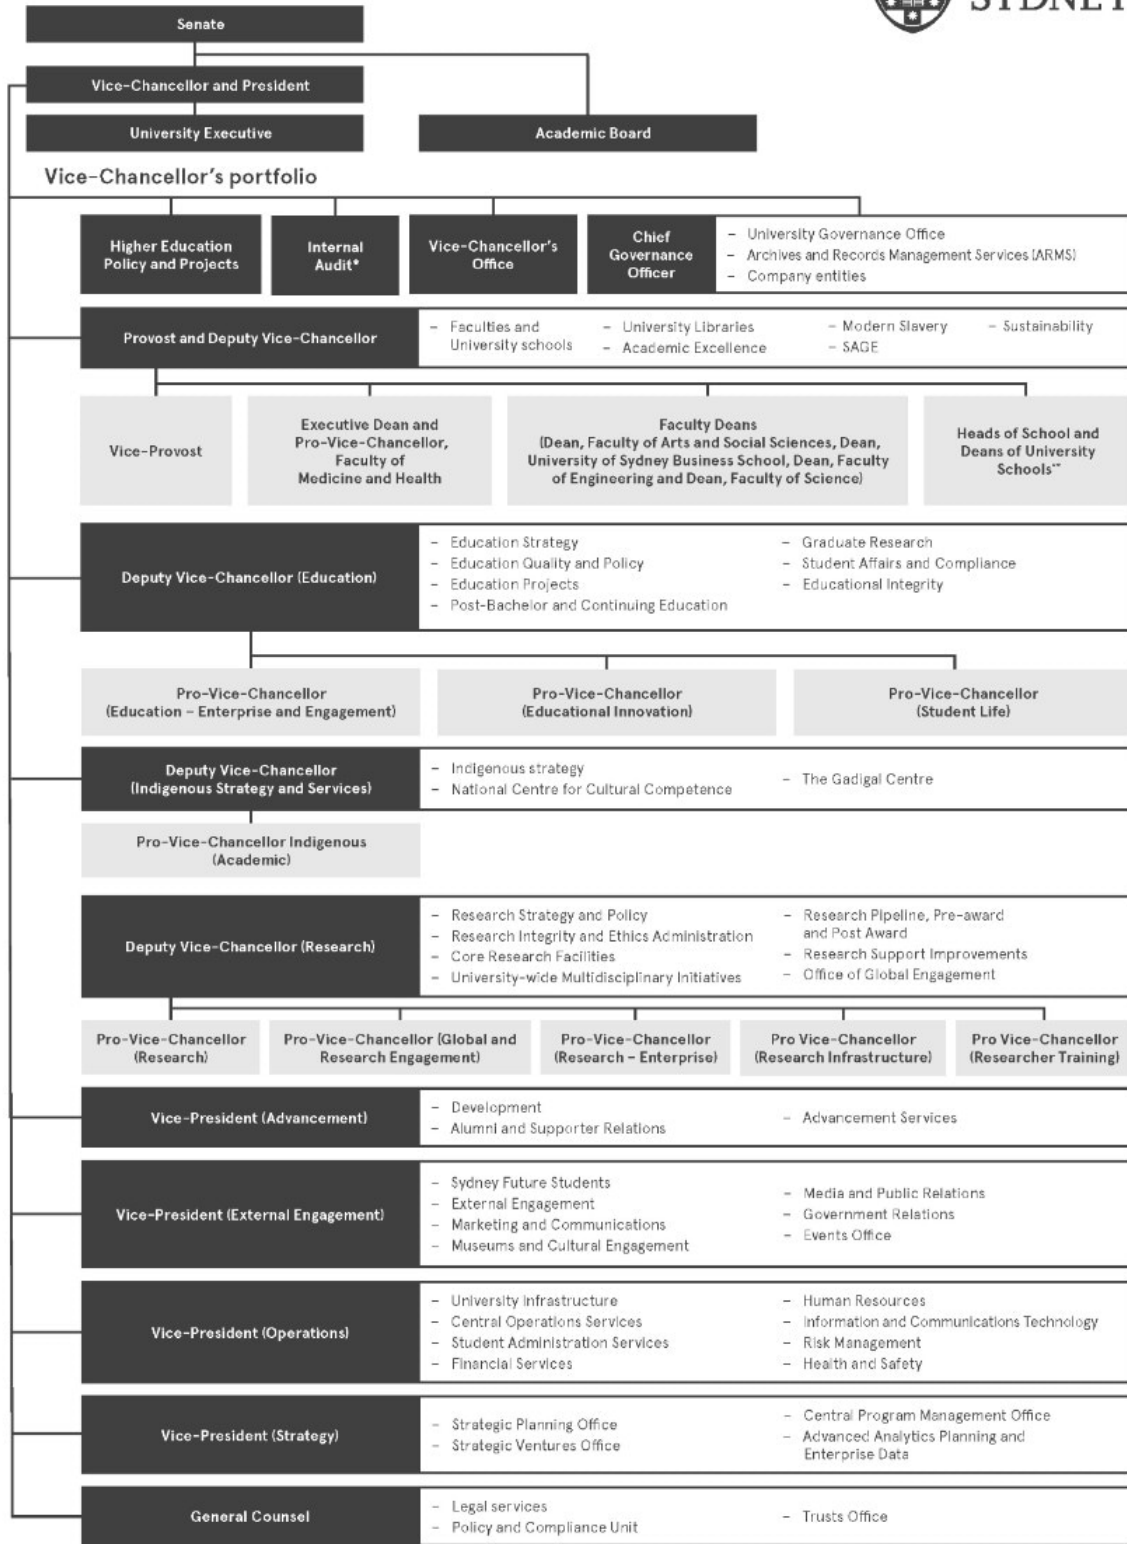 SYDNEY
Senate
Vice-Chancellor and President
University Executive
Academic Board
Vice-Chancellor's portfolio
Higher Education
Policy and Projects
Internal
Audit*
Vice-Chancellor's
Office
Chief
Governance
Officer
– University Governance Office
– Archives and Records Management Services (ARMS)
– Company entities
Provost and Deputy Vice-Chancellor
– Faculties and
University schools
– University Libraries
– Academic Excellence
– Modern Slavery
– SAGE
– Sustainability
Vice-Provost
Executive Dean and
Pro-Vice-Chancellor,
Faculty of
Medicine and Health
Faculty Deans
(Dean, Faculty of Arts and Social Sciences, Dean,
University of Sydney Business School, Dean, Faculty
of Engineering and Dean, Faculty of Science)
Heads of School and
Deans of University
Schools**
Deputy Vice-Chancellor (Education)
– Education Strategy
– Education Quality and Policy
– Education Projects
– Post-Bachelor and Continuing Education
– Graduate Research
– Student Affairs and Compliance
– Educational Integrity
Pro-Vice-Chancellor
(Education – Enterprise and Engagement)
Pro-Vice-Chancellor
(Educational Innovation)
Pro-Vice-Chancellor
(Student Life)
Deputy Vice-Chancellor
(Indigenous Strategy and Services)
– Indigenous strategy
– National Centre for Cultural Competence
– The Gadigal Centre
Pro-Vice-Chancellor Indigenous
(Academic)
Deputy Vice-Chancellor (Research)
– Research Strategy and Policy
– Research Integrity and Ethics Administration
– Core Research Facilities
– University-wide Multidisciplinary Initiatives
– Research Pipeline, Pre-award
and Post Award
– Research Support Improvements
– Office of Global Engagement
Pro-Vice-Chancellor
(Research)
Pro-Vice-Chancellor (Global and
Research Engagement)
Pro-Vice-Chancellor
(Research – Enterprise)
Pro Vice-Chancellor
(Research Infrastructure)
Pro Vice-Chancellor
(Researcher Training)
Vice-President (Advancement)
– Development
– Alumni and Supporter Relations
– Advancement Services
Vice-President (External Engagement)
– Sydney Future Students
– External Engagement
– Marketing and Communications
– Museums and Cultural Engagement
– Media and Public Relations
– Government Relations
– Events Office
Vice-President (Operations)
– University Infrastructure
– Central Operations Services
– Student Administration Services
– Financial Services
– Human Resources
– Information and Communications Technology
– Risk Management
– Health and Safety
Vice-President (Strategy)
– Strategic Planning Office
– Strategic Ventures Office
– Central Program Management Office
– Advanced Analytics Planning and
Enterprise Data
General Counsel
– Legal services
– Policy and Compliance Unit
– Trusts Office